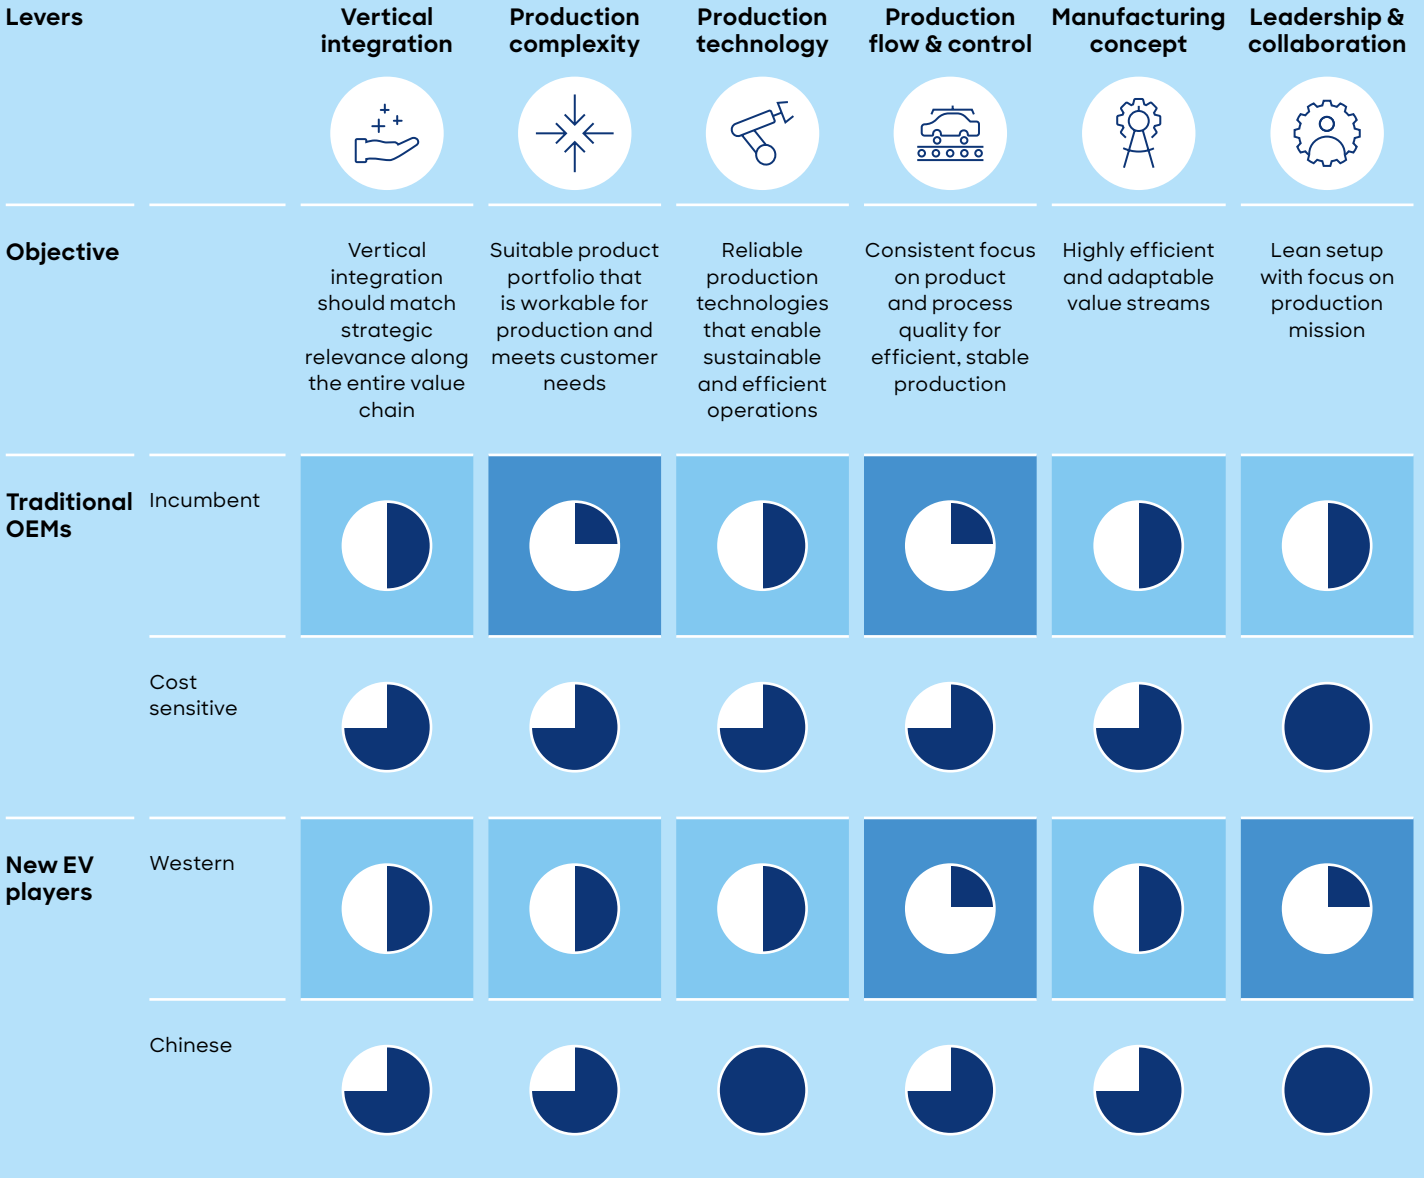 Levers
Vertical
integration
Production
complexity
Production
technology
Production
flow & control
Manufacturing
concept
Leadership &
collaboration
Objective
Vertical
integration
should match
strategic
relevance along
the entire value
chain
Suitable product
portfolio that
is workable for
production and
meets customer
needs
Reliable
production
technologies
that enable
sustainable
and efficient
operations
Consistent focus
on product
and process
quality for
efficient, stable
production
Highly efficient
and adaptable
value streams
Lean setup
with focus on
production
mission
Traditional
OEMs
Incumbent
Cost
sensitive
New EV
players
Western
Chinese